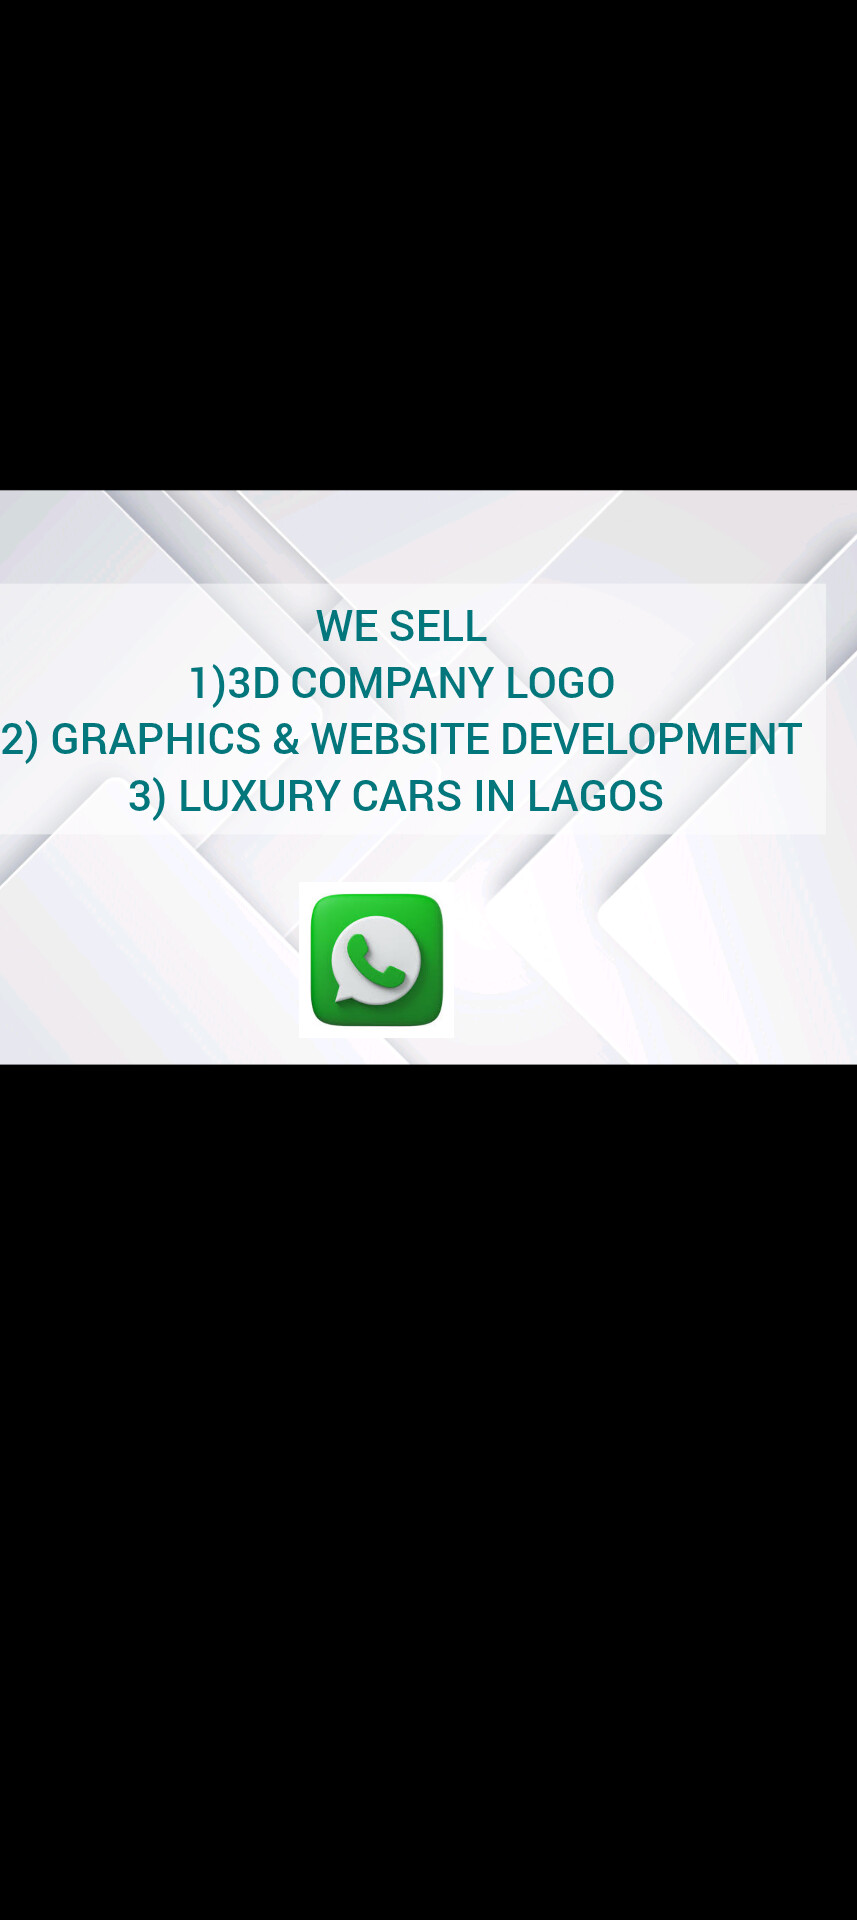 WE SELL
1)3D COMPANY LOGO
2) GRAPHICS & WEBSITE DEVELOPMENT
3) LUXURY CARS IN LAGOS